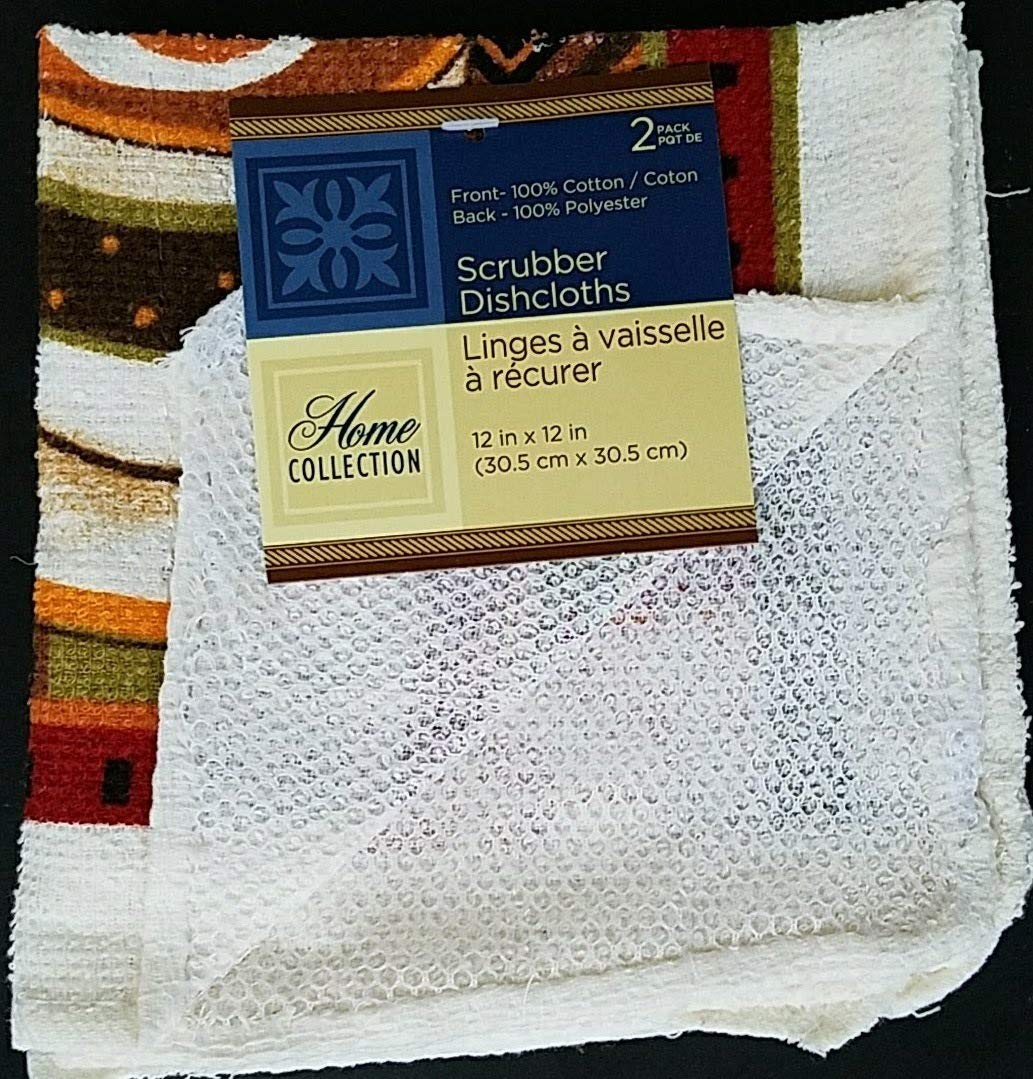 2 PACK
PQT DE
Front- 100% Cotton / Coton
Back - 100% Polyester
Scrubber
Dishcloths
Linges à vaisselle
à récurer
Home
COLLECTION
12 in x 12 in
(30.5 cm x 30.5 cm)